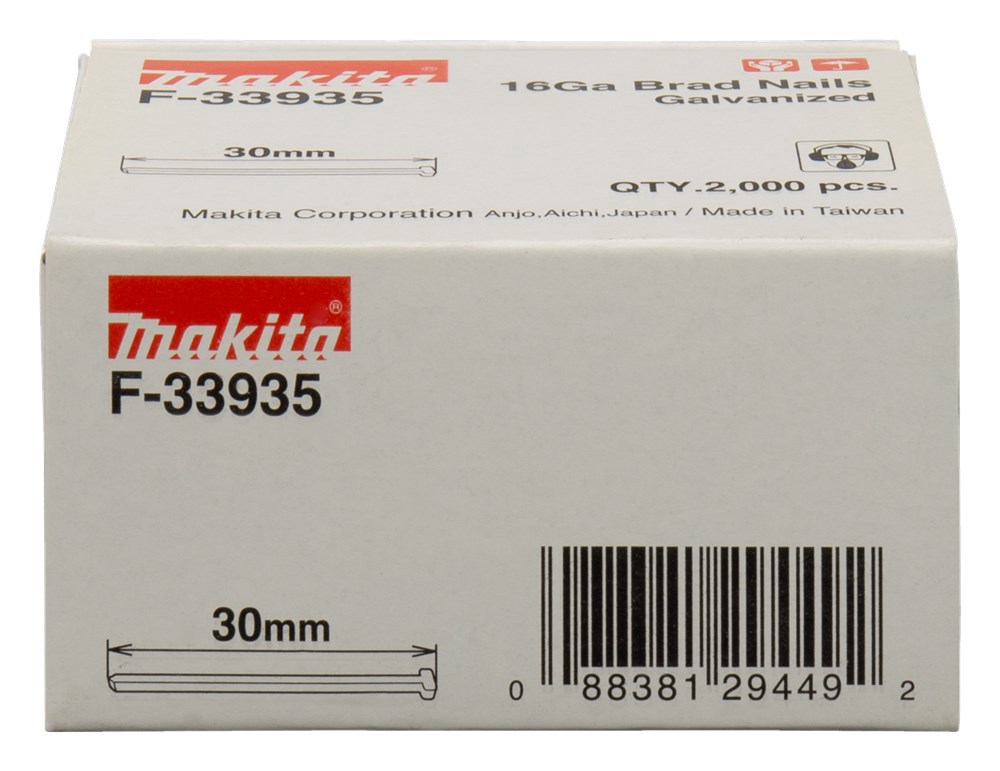 makita®
F-33935
16Ga Brad Nails
Galvanized
30mm
QTY.2,000 pcs.
Makita Corporation Anjo,Aichi,Japan / Made in Taiwan
makita®
F-33935
30mm
0 88381 29449 2